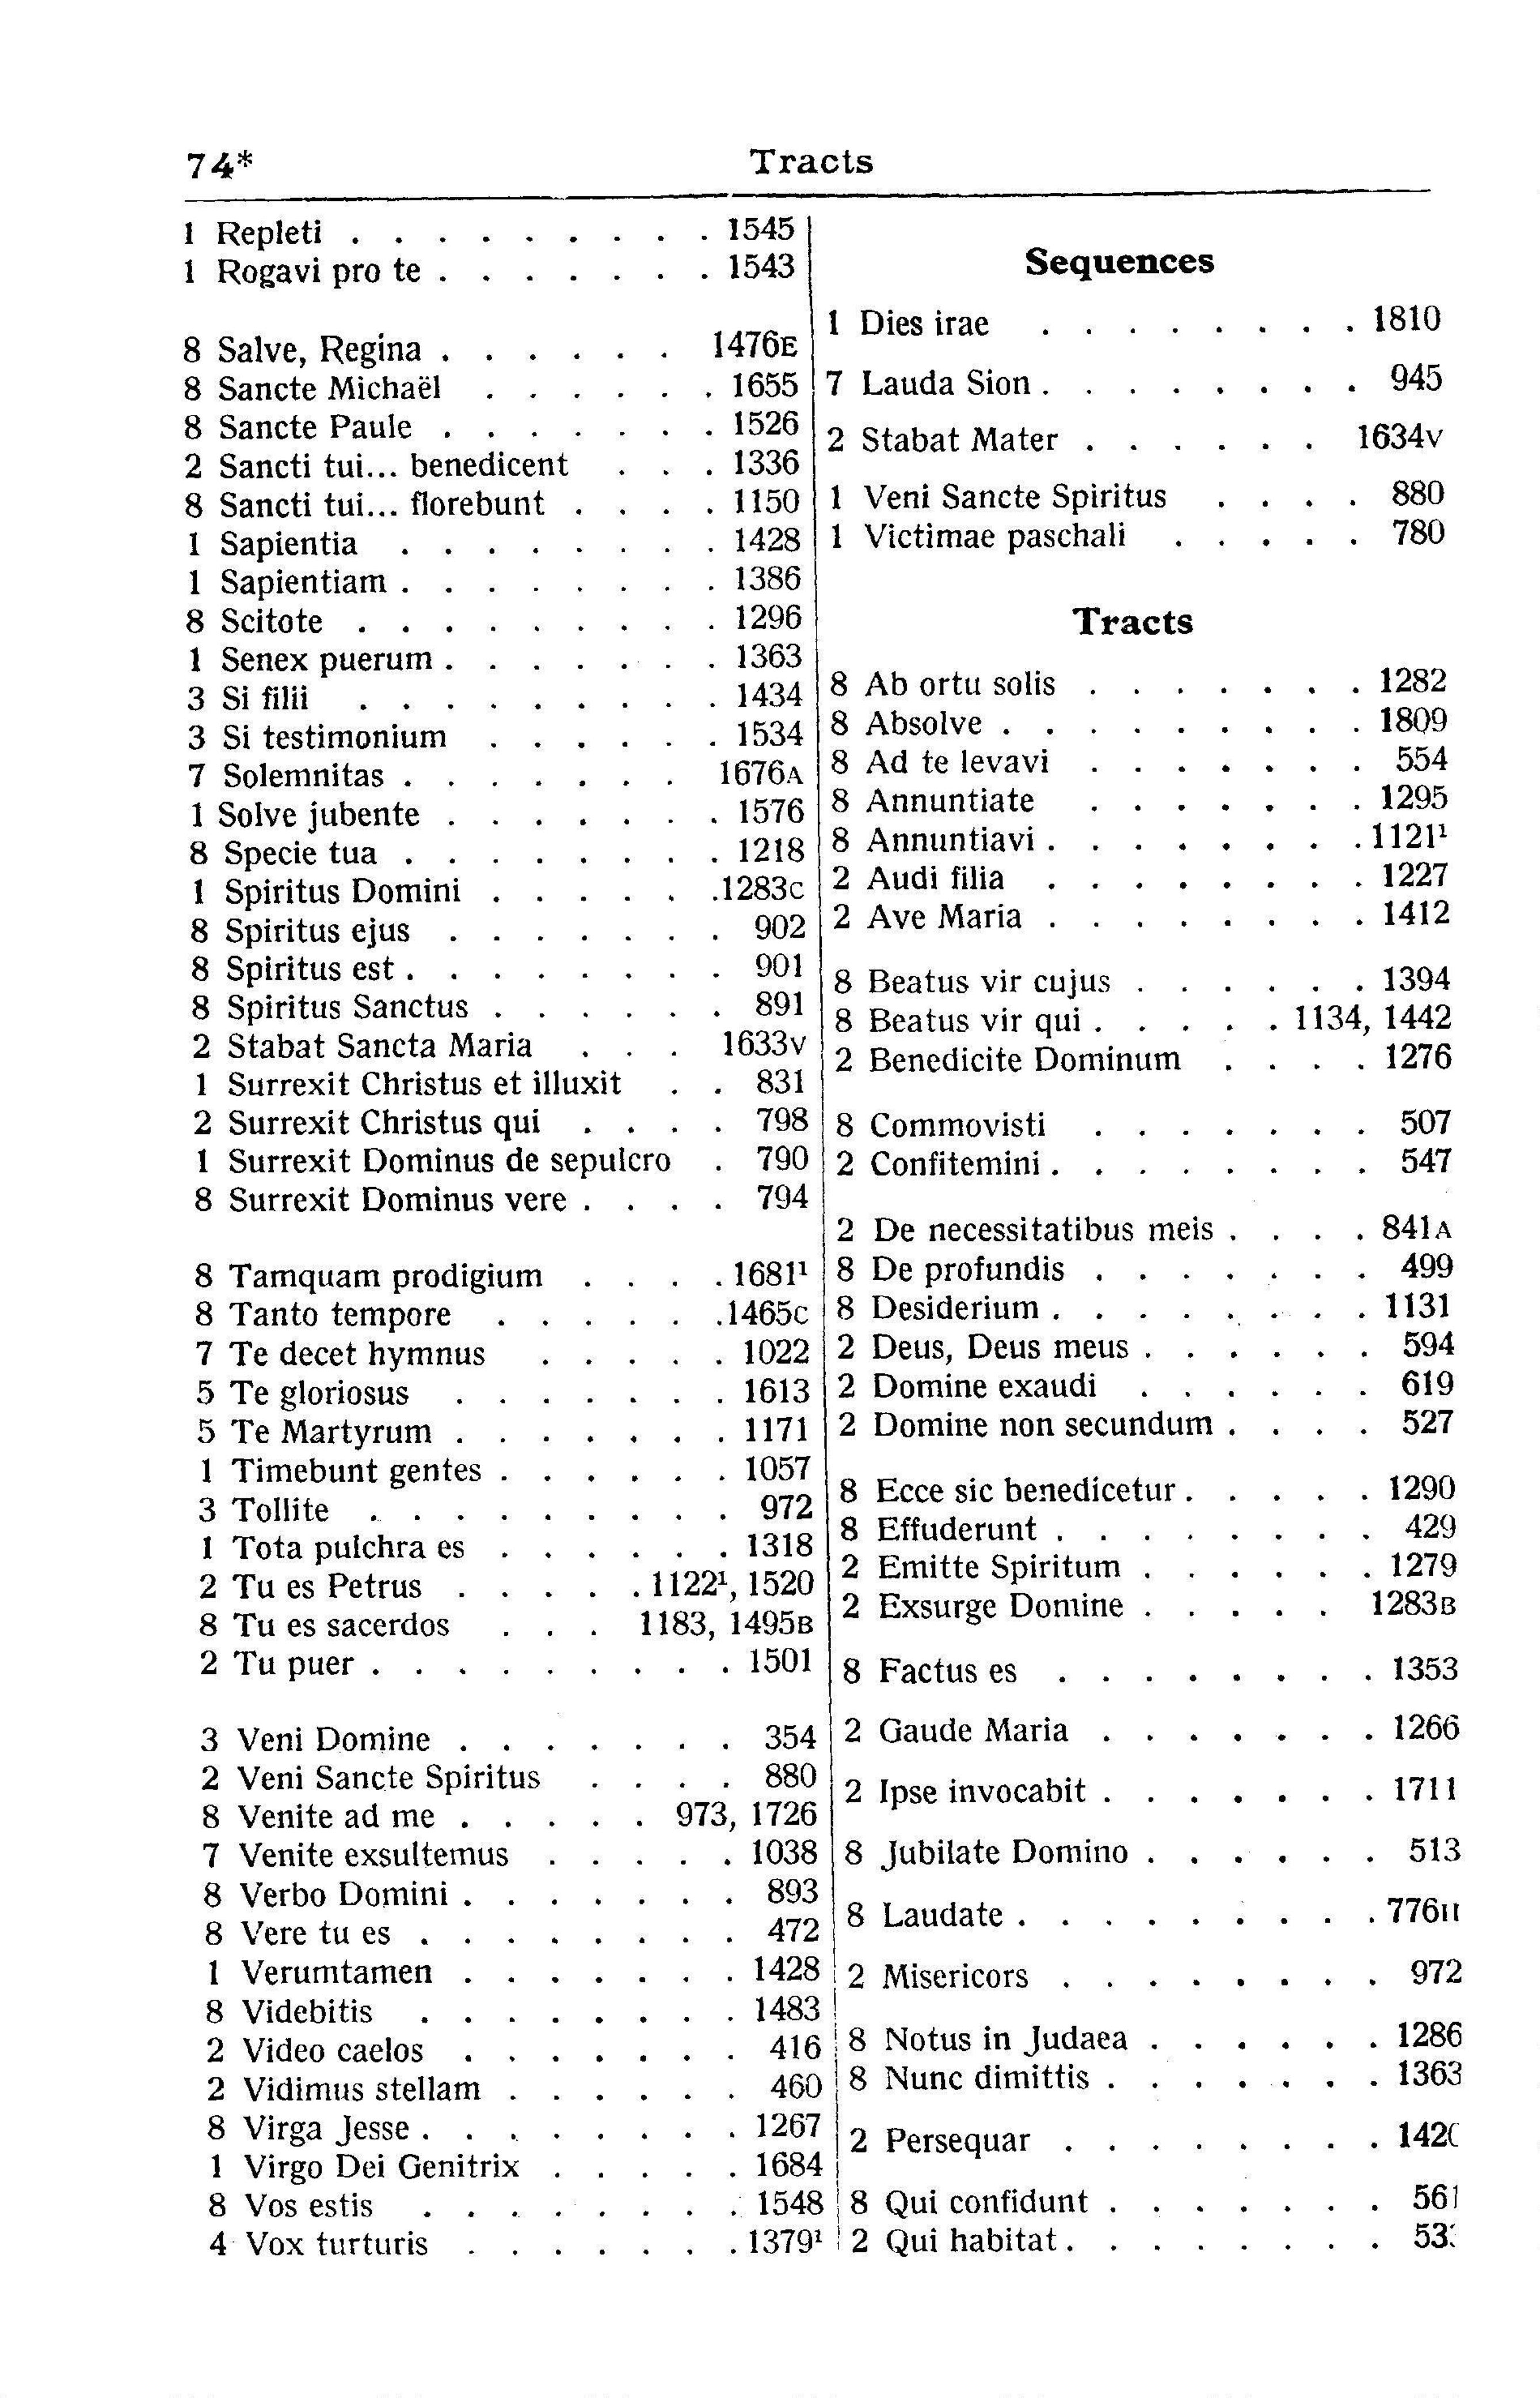 74*
Tracts
1 Repleti . . . . . . . . . 1545
1 Rogavi pro te . . . . . . . 1543
8 Salve, Regina . . . . . . 1476E
8 Sancte Michaël . . . . . . 1655
8 Sancte Paule . . . . . . . 1526
2 Sancti tui... benedicent . . . 1336
8 Sancti tui... florebunt . . . . 1150
1 Sapientia . . . . . . . . 1428
1 Sapientiam . . . . . . . . 1386
8 Scitote . . . . . . . . . 1296
1 Senex puerum . . . . . . . 1363
3 Si filii . . . . . . . . . 1434
3 Si testimonium . . . . . . 1534
7 Solemnitas . . . . . . . 1676A
1 Solve jubente . . . . . . . 1576
8 Specie tua . . . . . . . . 1218
1 Spiritus Domini . . . . . . 1283C
8 Spiritus ejus . . . . . . . 902
8 Spiritus est . . . . . . . . 901
8 Spiritus Sanctus . . . . . . 891
2 Stabat Sancta Maria . . . 1633V
1 Surrexit Christus et illuxit . . 831
2 Surrexit Christus qui . . . . 798
1 Surrexit Dominus de sepulcro . 790
8 Surrexit Dominus vere . . . . 794
8 Tamquam prodigium . . . . 1681¹
8 Tanto tempore . . . . . . 1465C
7 Te decet hymnus . . . . . 1022
5 Te gloriosus . . . . . . . 1613
5 Te Martyrum . . . . . . . 1171
1 Timebunt gentes . . . . . . 1057
3 Tollite . . . . . . . . . 972
1 Tota pulchra es . . . . . . 1318
2 Tu es Petrus . . . . . 1122¹, 1520
8 Tu es sacerdos . . . 1183, 1495B
2 Tu puer . . . . . . . . . 1501
3 Veni Domine . . . . . . . 354
2 Veni Sancte Spiritus . . . . 880
8 Venite ad me . . . . . 973, 1726
7 Venite exsultemus . . . . . 1038
8 Verbo Domini . . . . . . . 893
8 Vere tu es . . . . . . . . 472
1 Verumtamen . . . . . . . 1428
8 Videbitis . . . . . . . . 1483
2 Video caelos . . . . . . . 416
2 Vidimus stellam . . . . . . 460
8 Virga Jesse . . . . . . . . 1267
1 Virgo Dei Genitrix . . . . . 1684
8 Vos estis . . . . . . . . 1548
4 Vox turturis . . . . . . . 1379¹
Sequences
1 Dies irae . . . . . . . . 1810
7 Lauda Sion . . . . . . . . 945
2 Stabat Mater . . . . . . 1634V
1 Veni Sancte Spiritus . . . . 880
1 Victimae paschali . . . . . 780
Tracts
8 Ab ortu solis . . . . . . . 1282
8 Absolve . . . . . . . . . 1809
8 Ad te levavi . . . . . . . 554
8 Annuntiate . . . . . . . 1295
8 Annuntiavi . . . . . . . . 1121¹
2 Audi filia . . . . . . . . 1227
2 Ave Maria . . . . . . . . 1412
8 Beatus vir cujus . . . . . . 1394
8 Beatus vir qui . . . . . 1134, 1442
2 Benedicite Dominum . . . . 1276
8 Commovisti . . . . . . . 507
2 Confitemini . . . . . . . . 547
2 De necessitatibus meis . . . . 841A
8 De profundis . . . . . . . 499
8 Desiderium . . . . . . . . 1131
2 Deus, Deus meus . . . . . . 594
2 Domine exaudi . . . . . . 619
2 Domine non secundum . . . . 527
8 Ecce sic benedicetur . . . . . 1290
8 Effuderunt . . . . . . . . 429
2 Emitte Spiritum . . . . . . 1279
2 Exsurge Domine . . . . . 1283B
8 Factus es . . . . . . . . 1353
2 Gaude Maria . . . . . . . 1266
2 Ipse invocabit . . . . . . . 1711
8 Jubilate Domino . . . . . . 513
8 Laudate . . . . . . . . .
2 Misericors . . . . . . . . 972
8 Notus in Judaea . . . . . . 1286
8 Nunc dimittis . . . . . . . 1363
2 Persequar . . . . . . . .
8 Qui confidunt . . . . . . . 561
2 Qui habitat . . . . . . . .